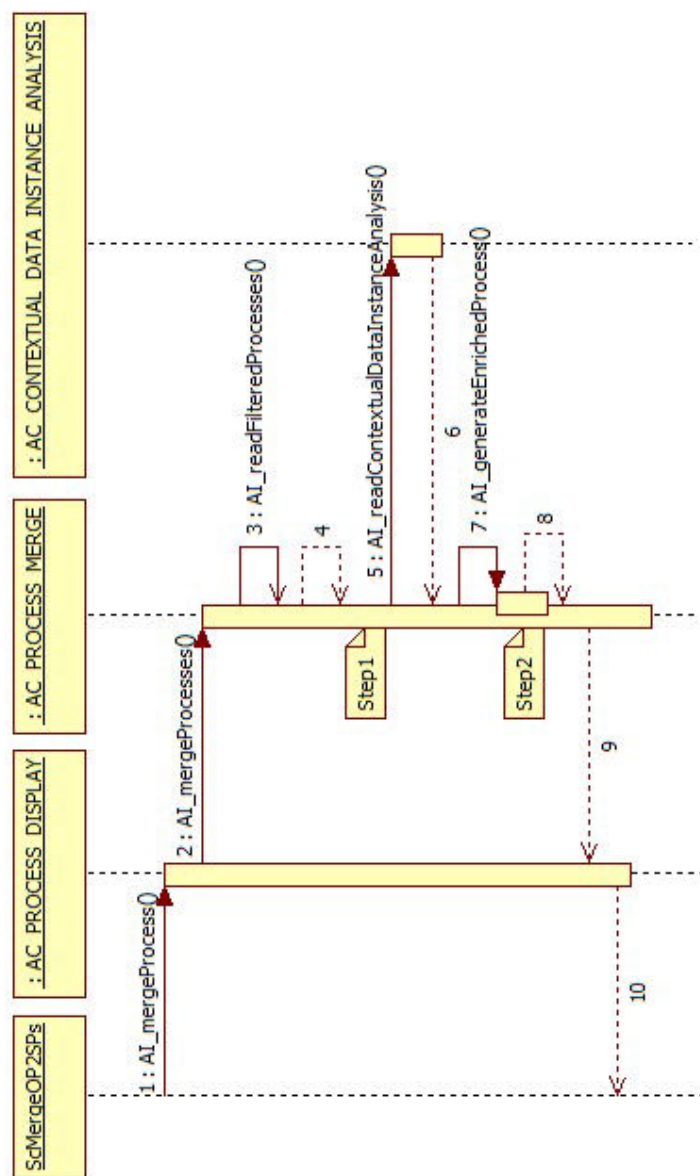 ScMergeOP2SPs
: AC PROCESS DISPLAY
: AC PROCESS MERGE
: AC CONTEXTUAL DATA INSTANCE ANALYSIS
1 : AI_mergeProcess()
2 : AI_mergeProcesses()
3 : AI_readFilteredProcesses()
4
Step1
5 : AI_readContextualDataInstanceAnalysis()
6
7 : AI_generateEnrichedProcess()
Step2
8
9
10